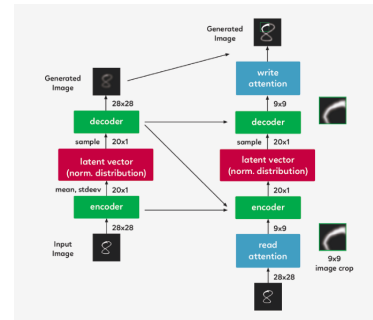 Generated
Image
Generated
Image
write
attention
28x28
9x9
decoder
decoder
sample
20x1
sample
20x1
latent vector
(norm. distribution)
latent vector
(norm. distribution)
mean, stdeev
20x1
20x1
encoder
encoder
28x28
9x9
Input
Image
read
attention
9x9
image crop
28x28